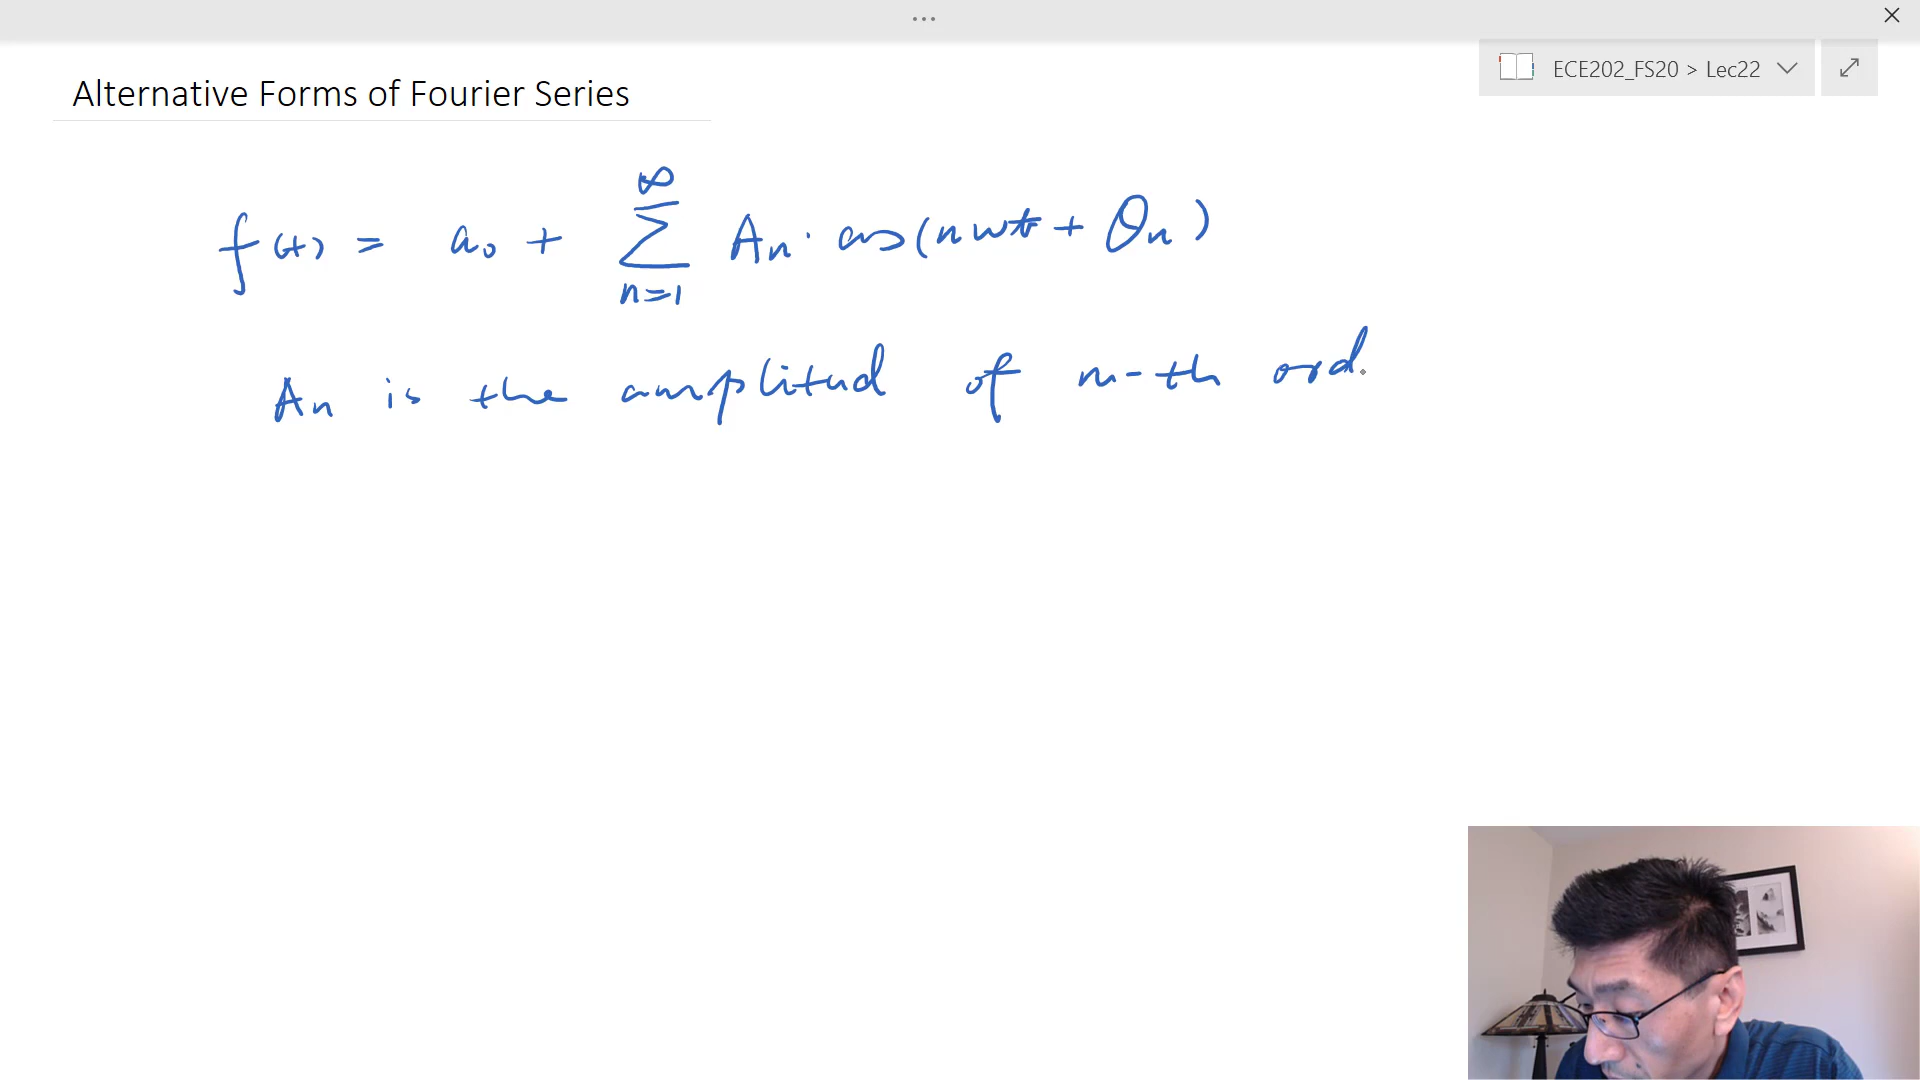 ECE202_FS20 > Lec22
Alternative Forms of Fourier Series
∞
f(t) = a₀ + Σ Aₙ · cos(nωt + θₙ)
n=1
Aₙ is the amplitud of n-th ord